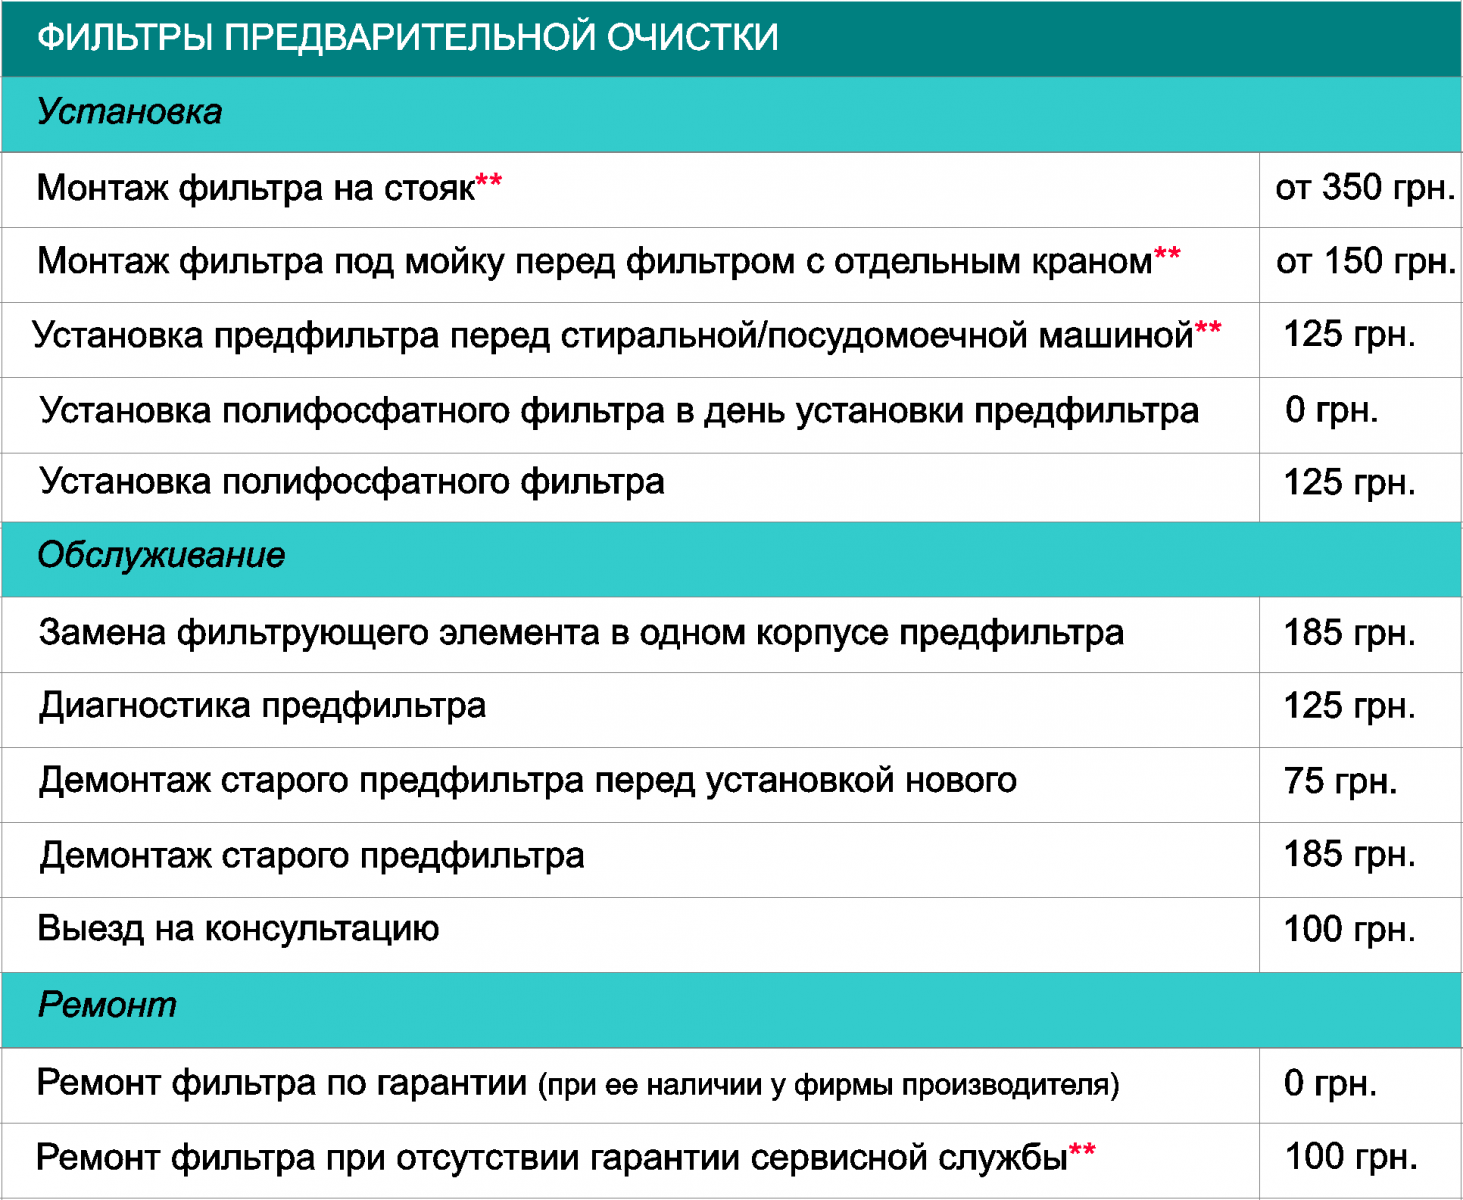 ФИЛЬТРЫ ПРЕДВАРИТЕЛЬНОЙ ОЧИСТКИ
Установка
Монтаж фильтра на стояк** от 350 грн.
Монтаж фильтра под мойку перед фильтром с отдельным краном** от 150 грн.
Установка предфильтра перед стиральной/посудомоечной машиной** 125 грн.
Установка полифосфатного фильтра в день установки предфильтра 0 грн.
Установка полифосфатного фильтра 125 грн.
Обслуживание
Замена фильтрующего элемента в одном корпусе предфильтра 185 грн.
Диагностика предфильтра 125 грн.
Демонтаж старого предфильтра перед установкой нового 75 грн.
Демонтаж старого предфильтра 185 грн.
Выезд на консультацию 100 грн.
Ремонт
Ремонт фильтра по гарантии (при ее наличии у фирмы производителя) 0 грн.
Ремонт фильтра при отсутствии гарантии сервисной службы** 100 грн.